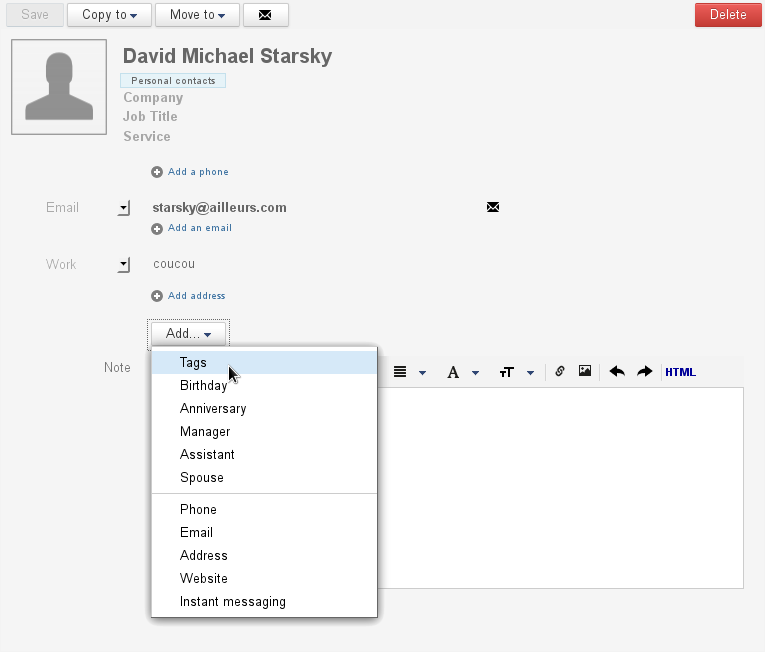 Save Copy to Move to Delete
David Michael Starsky
Personal contacts
Company
Job Title
Service
Add a phone
Email starsky@ailleurs.com
Add an email
Work coucou
Add address
Add...
Note A TT HTML
Tags
Birthday
Anniversary
Manager
Assistant
Spouse
Phone
Email
Address
Website
Instant messaging